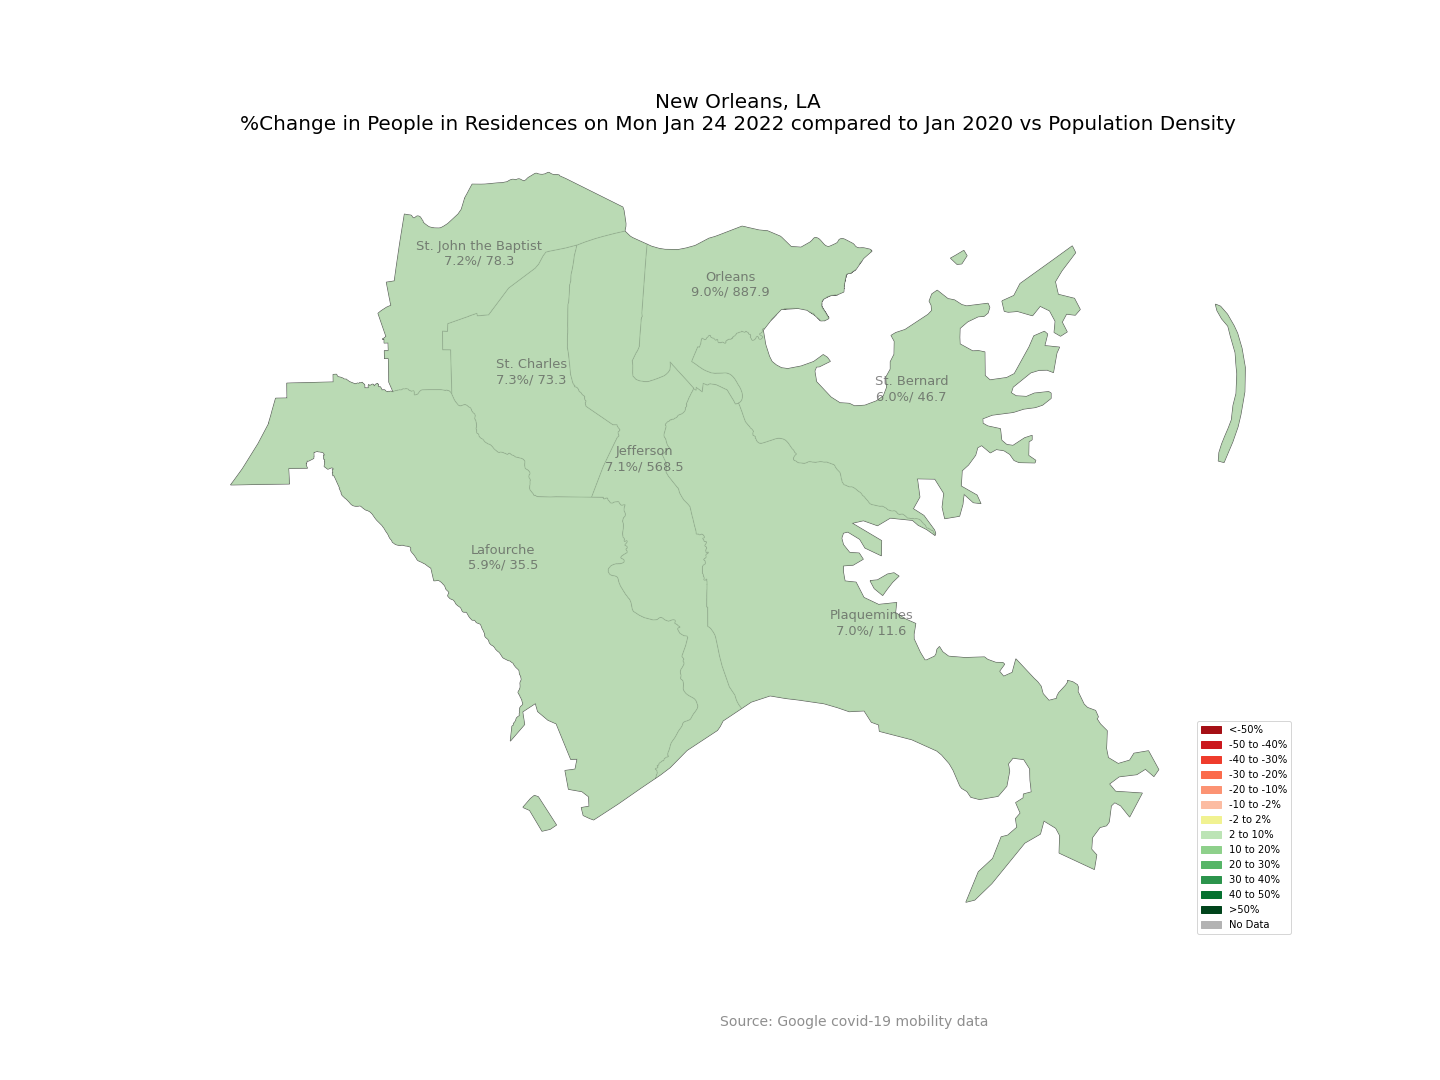 New Orleans, LA
%Change in People in Residences on Mon Jan 24 2022 compared to Jan 2020 vs Population Density
St. John the Baptist
7.2%/ 78.3
Orleans
9.0%/ 887.9
St. Charles
7.3%/ 73.3
St. Bernard
6.0%/ 46.7
Jefferson
7.1%/ 568.5
Lafourche
5.9%/ 35.5
Plaquemines
7.0%/ 11.6
<-50%
-50 to -40%
-40 to -30%
-30 to -20%
-20 to -10%
-10 to -2%
-2 to 2%
2 to 10%
10 to 20%
20 to 30%
30 to 40%
40 to 50%
>50%
No Data
Source: Google covid-19 mobility data